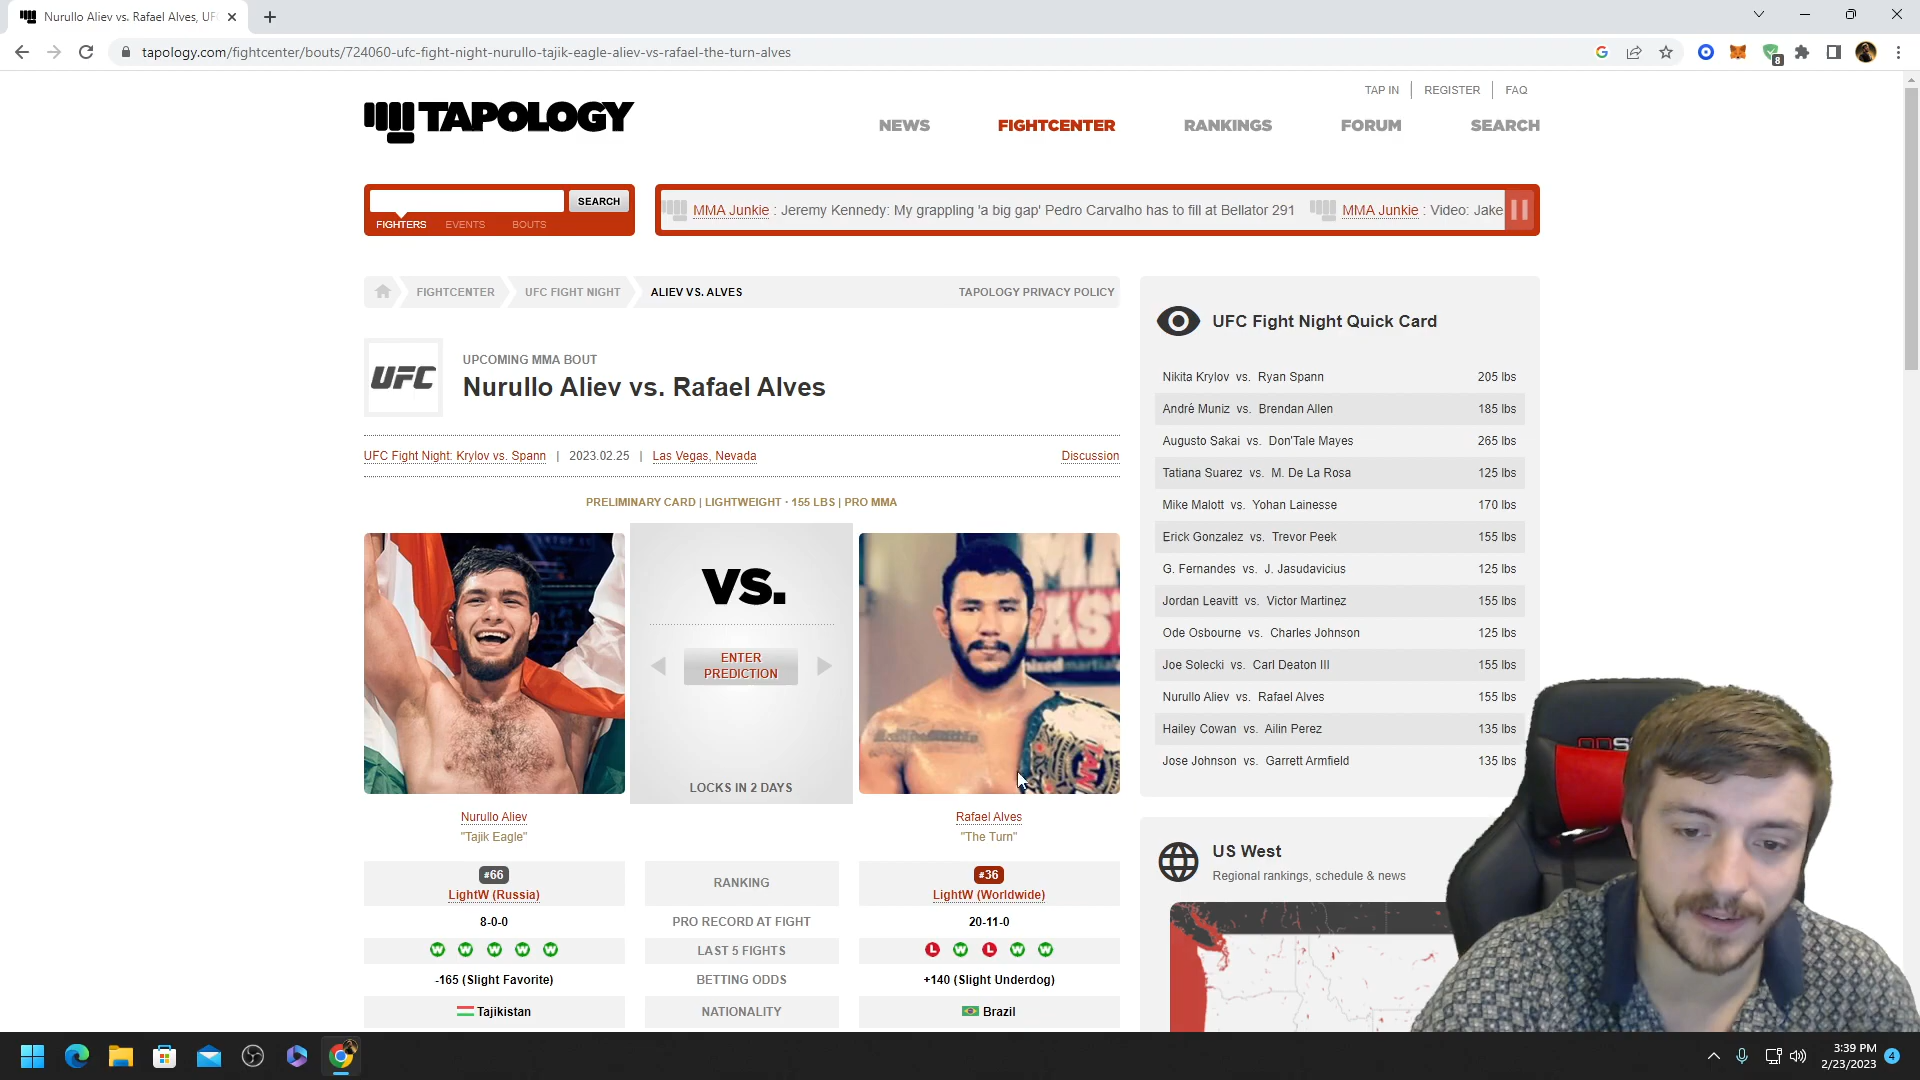 Nurullo Aliev vs. Rafael Alves, UF
tapology.com/fightcenter/bouts/724060-ufc-fight-night-nurullo-tajik-eagle-aliev-vs-rafael-the-turn-alves
8
TAP IN REGISTER FAQ
TAPOLOGY
NEWS FIGHTCENTER RANKINGS FORUM SEARCH
SEARCH
FIGHTERS EVENTS BOUTS
MMA Junkie : Jeremy Kennedy: My grappling 'a big gap' Pedro Carvalho has to fill at Bellator 291 MMA Junkie : Video: Jake
FIGHTCENTER UFC FIGHT NIGHT ALIEV VS. ALVES TAPOLOGY PRIVACY POLICY
UFC
UPCOMING MMA BOUT
Nurullo Aliev vs. Rafael Alves
UFC Fight Night: Krylov vs. Spann | 2023.02.25 | Las Vegas, Nevada Discussion
PRELIMINARY CARD | LIGHTWEIGHT · 155 LBS | PRO MMA
VS.
ENTER
PREDICTION
LOCKS IN 2 DAYS
Nurullo Aliev Rafael Alves
"Tajik Eagle" "The Turn"
#66 RANKING #36
LightW (Russia) LightW (Worldwide)
8-0-0 PRO RECORD AT FIGHT 20-11-0
W W W W W LAST 5 FIGHTS L W L W W
-165 (Slight Favorite) BETTING ODDS +140 (Slight Underdog)
Tajikistan NATIONALITY Brazil
UFC Fight Night Quick Card
Nikita Krylov vs. Ryan Spann 205 lbs
André Muniz vs. Brendan Allen 185 lbs
Augusto Sakai vs. Don'Tale Mayes 265 lbs
Tatiana Suarez vs. M. De La Rosa 125 lbs
Mike Malott vs. Yohan Lainesse 170 lbs
Erick Gonzalez vs. Trevor Peek 155 lbs
G. Fernandes vs. J. Jasudavicius 125 lbs
Jordan Leavitt vs. Victor Martinez 155 lbs
Ode Osbourne vs. Charles Johnson 125 lbs
Joe Solecki vs. Carl Deaton III 155 lbs
Nurullo Aliev vs. Rafael Alves 155 lbs
Hailey Cowan vs. Ailin Perez 135 lbs
Jose Johnson vs. Garrett Armfield 135 lbs
US West
Regional rankings, schedule & news
3:39 PM
2/23/2023
4